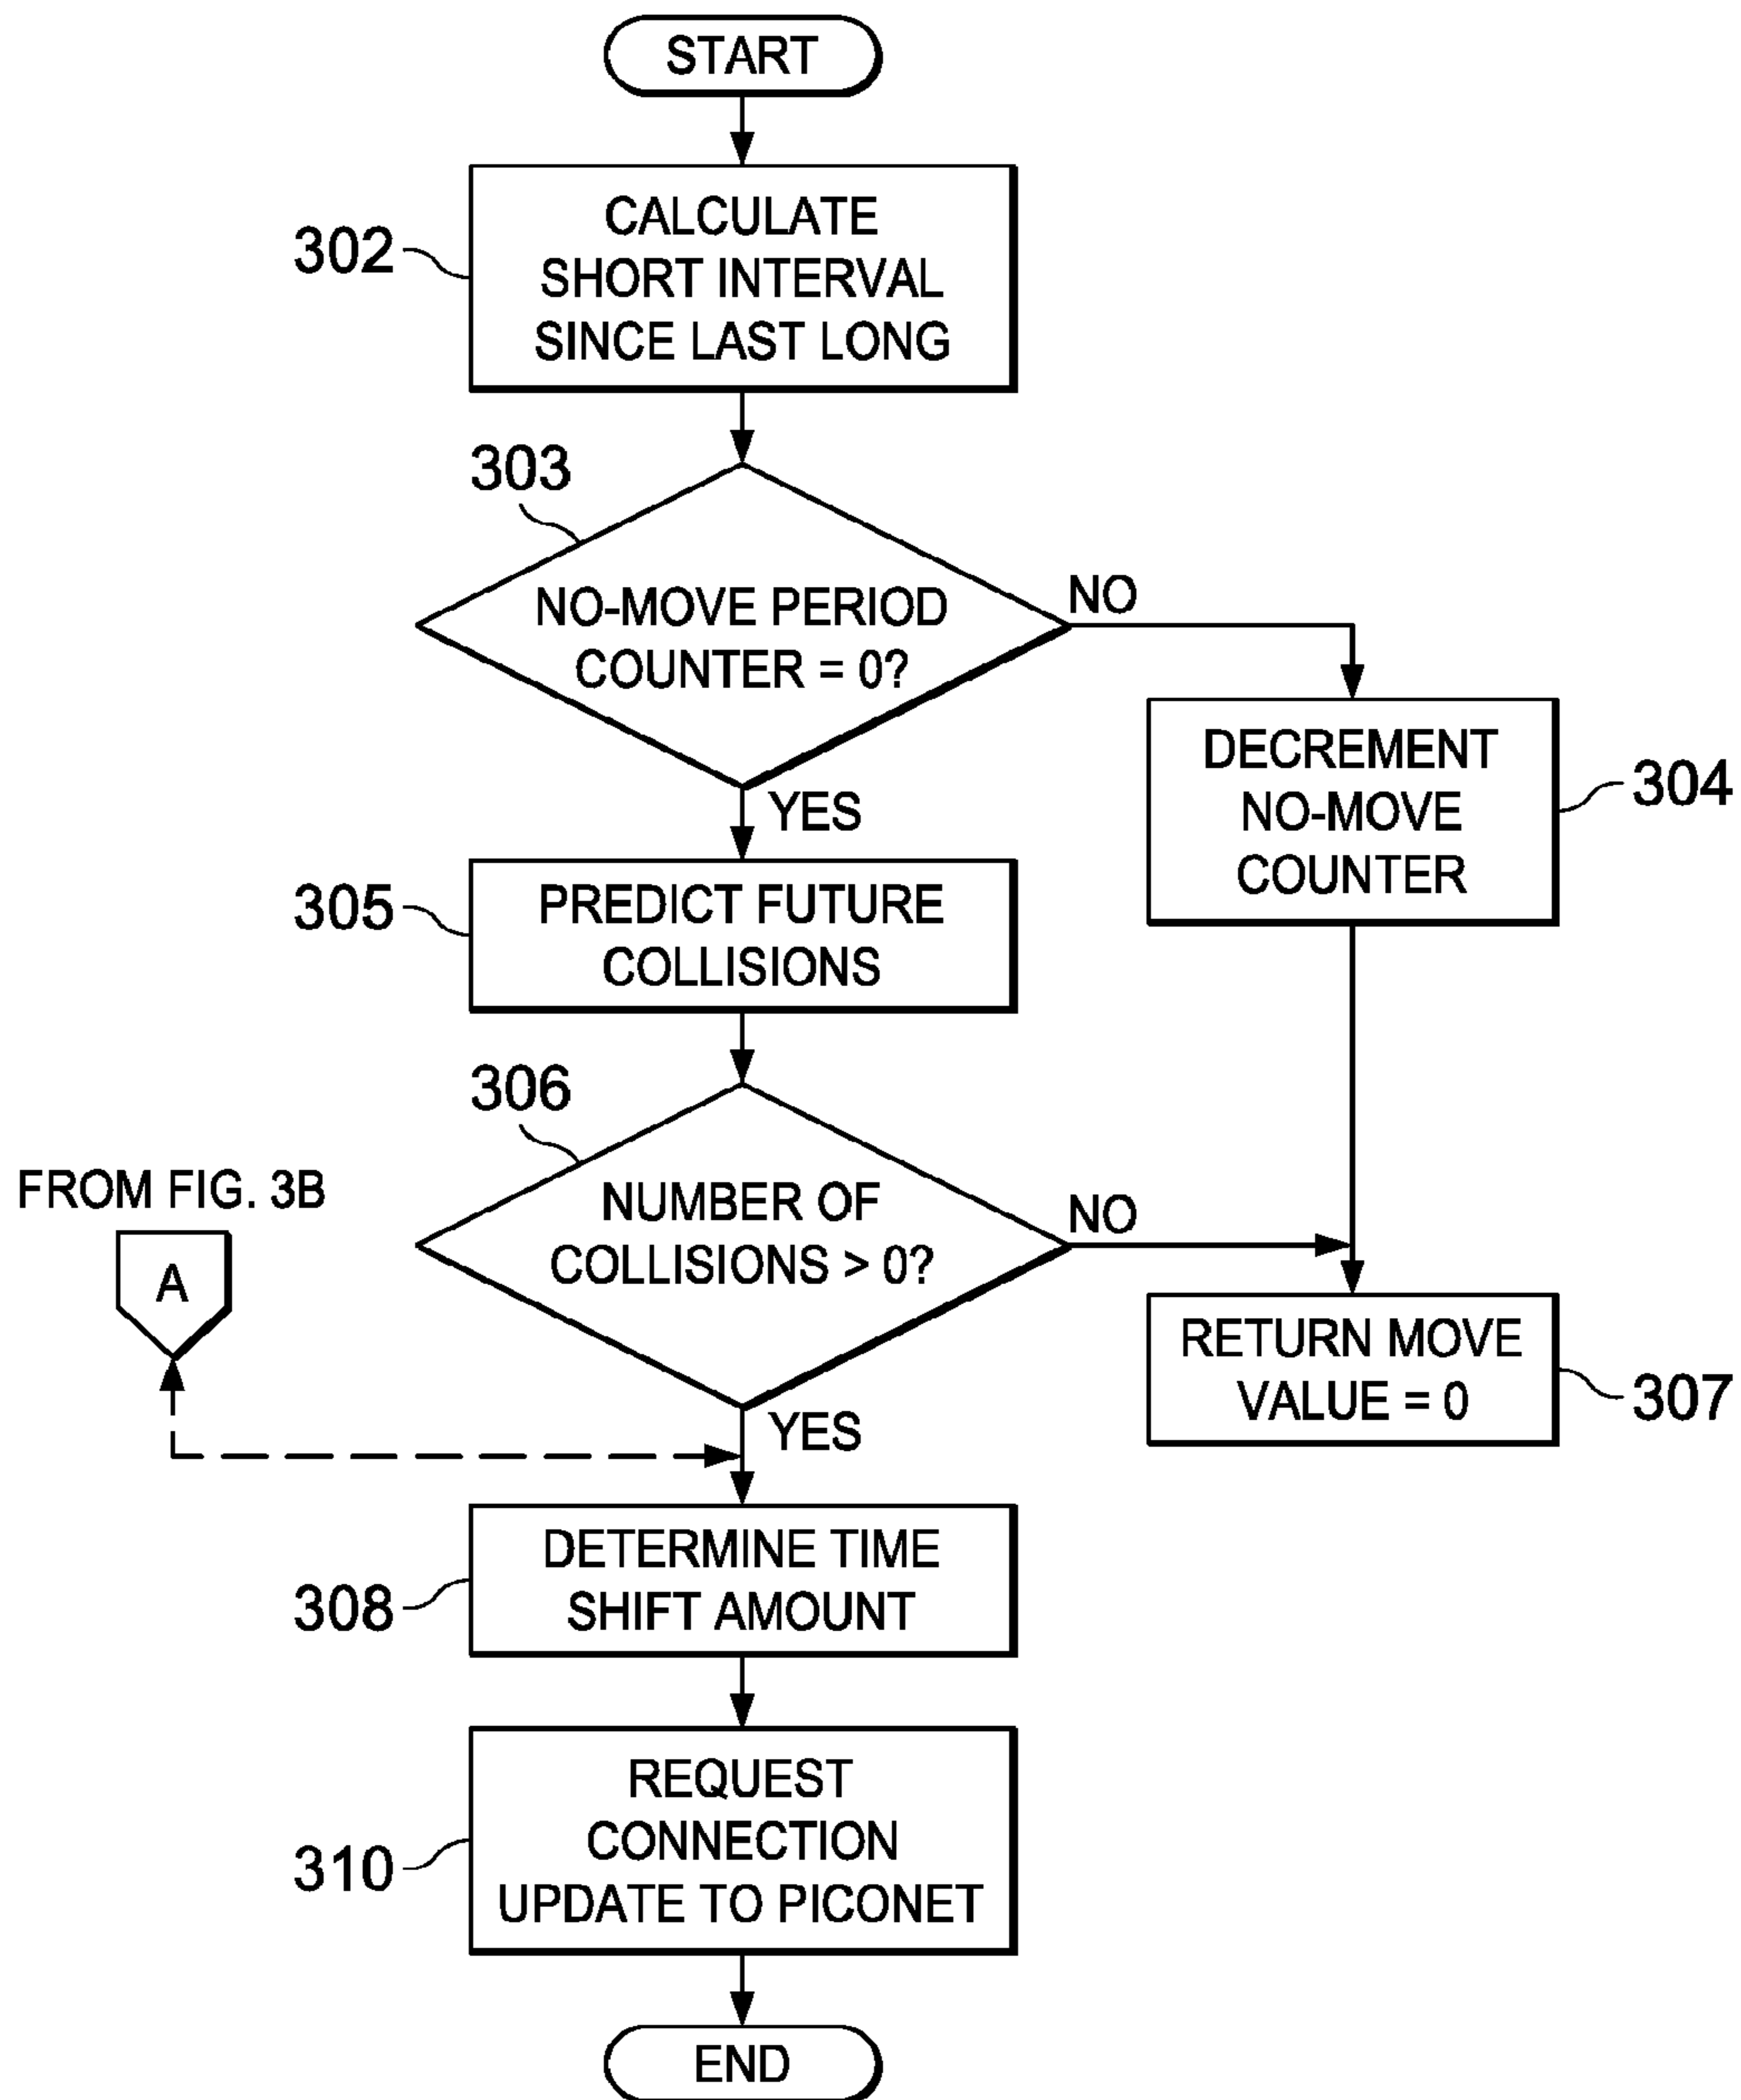 START
302
CALCULATE
SHORT INTERVAL
SINCE LAST LONG
303
NO-MOVE PERIOD
COUNTER = 0?
NO
YES
DECREMENT
NO-MOVE
COUNTER
304
305
PREDICT FUTURE
COLLISIONS
306
NUMBER OF
COLLISIONS > 0?
NO
YES
FROM FIG. 3B
A
RETURN MOVE
VALUE = 0
307
308
DETERMINE TIME
SHIFT AMOUNT
310
REQUEST
CONNECTION
UPDATE TO PICONET
END